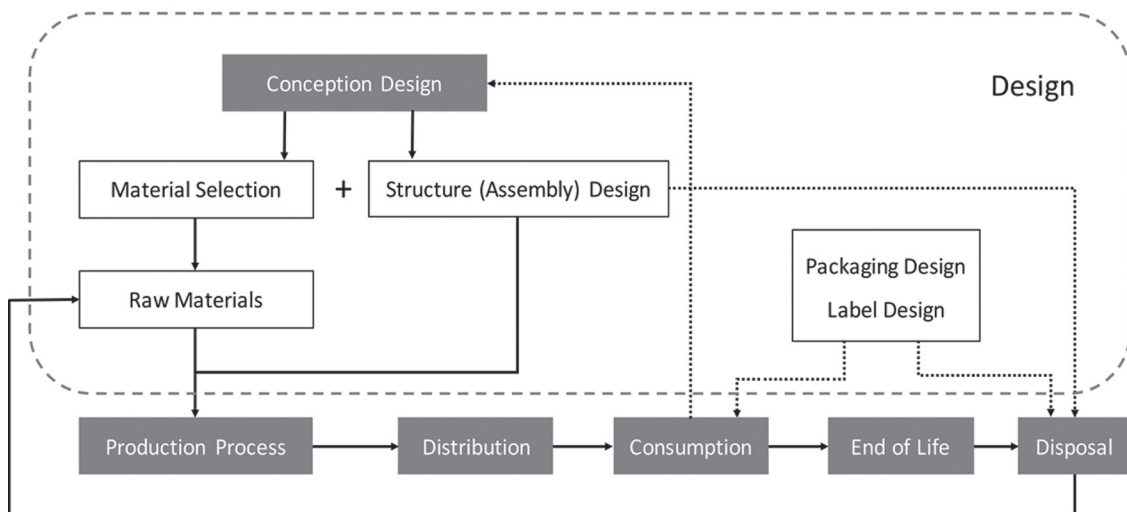 Conception Design
Design
Material Selection
+
Structure (Assembly) Design
Packaging Design
Label Design
Raw Materials
Production Process
Distribution
Consumption
End of Life
Disposal